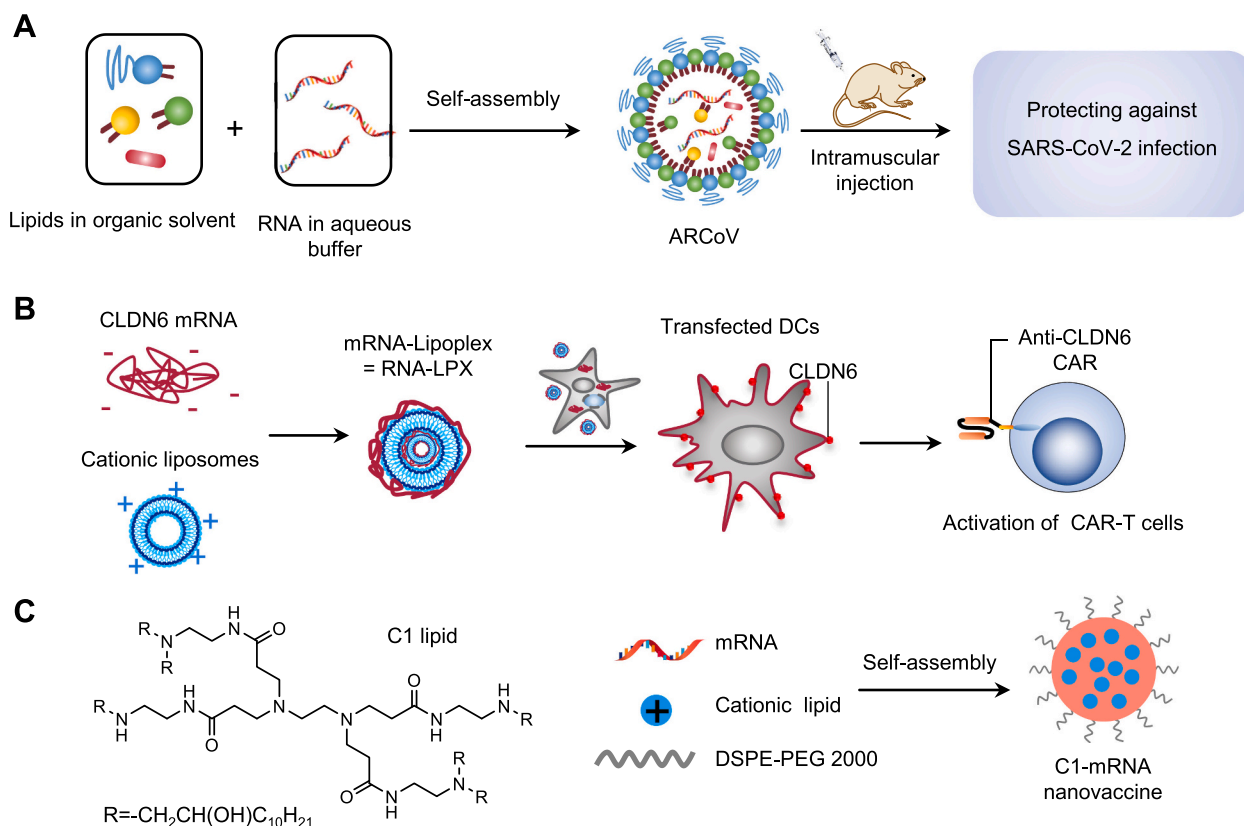 A
Lipids in organic solvent
+
RNA in aqueous
buffer
Self-assembly
ARCoV
Intramuscular
injection
Protecting against
SARS-CoV-2 infection
B
CLDN6 mRNA
Cationic liposomes
mRNA-Lipoplex
= RNA-LPX
Transfected DCs
CLDN6
Anti-CLDN6
CAR
Activation of CAR-T cells
C
C1 lipid
R
N
R
H
N
O
R
N
H
H
N
O
N
N
O
N
H
H
N
R
O
N
H
R
N
R
R=-CH₂CH(OH)C₁₀H₂₁
mRNA
+
Cationic lipid
DSPE-PEG 2000
Self-assembly
C1-mRNA
nanovaccine